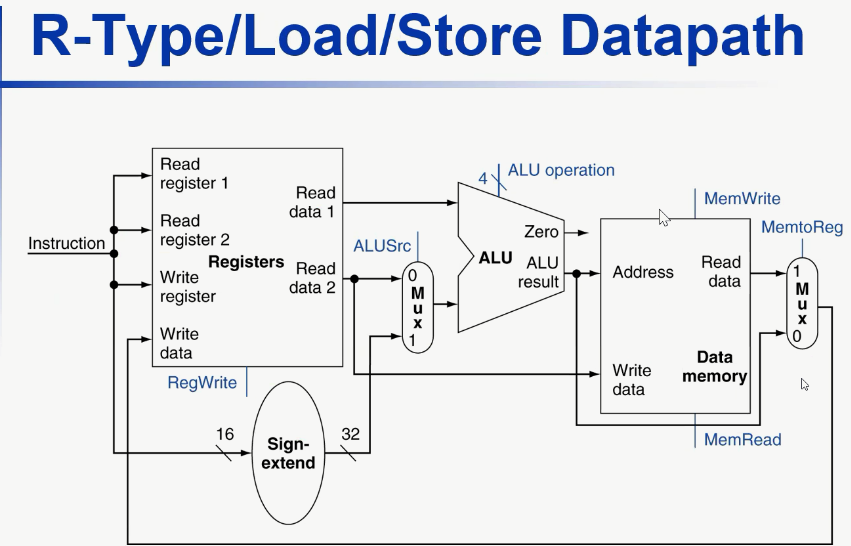 R-Type/Load/Store Datapath
Instruction
Read
register 1
Read
register 2
Write
register
Write
data
Registers
Read
data 1
Read
data 2
RegWrite
16
Sign-
extend
32
ALUSrc
0
M
u
x
1
4
ALU operation
Zero
ALU
ALU
result
MemWrite
Address
Read
data
Write
data
Data
memory
MemRead
MemtoReg
1
M
u
x
0